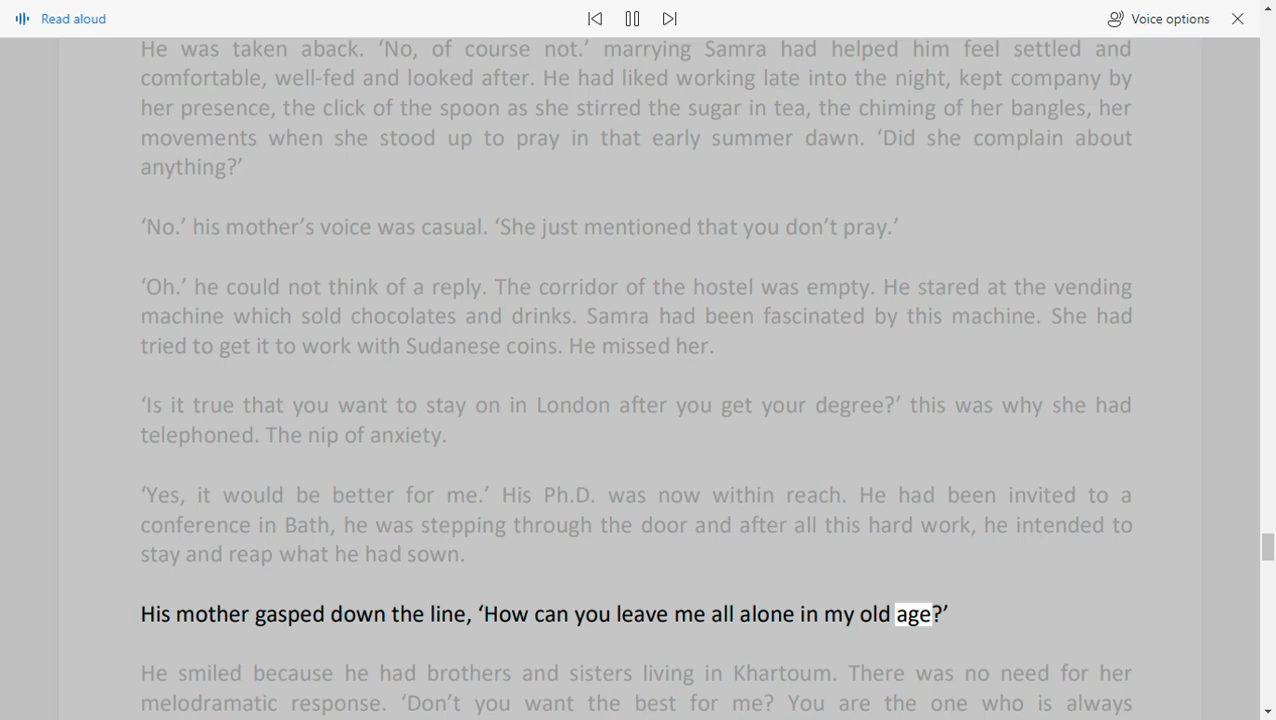 Read aloud
Voice options
He was taken aback. ‘No, of course not.’ marrying Samra had helped him feel settled and
comfortable, well-fed and looked after. He had liked working late into the night, kept company by
her presence, the click of the spoon as she stirred the sugar in tea, the chiming of her bangles, her
movements when she stood up to pray in that early summer dawn. ‘Did she complain about
anything?’
‘No.’ his mother’s voice was casual. ‘She just mentioned that you don’t pray.’
‘Oh.’ he could not think of a reply. The corridor of the hostel was empty. He stared at the vending
machine which sold chocolates and drinks. Samra had been fascinated by this machine. She had
tried to get it to work with Sudanese coins. He missed her.
‘Is it true that you want to stay on in London after you get your degree?’ this was why she had
telephoned. The nip of anxiety.
‘Yes, it would be better for me.’ His Ph.D. was now within reach. He had been invited to a
conference in Bath, he was stepping through the door and after all this hard work, he intended to
stay and reap what he had sown.
His mother gasped down the line, ‘How can you leave me all alone in my old age?’
He smiled because he had brothers and sisters living in Khartoum. There was no need for her
melodramatic response. ‘Don’t you want the best for me? You are the one who is always